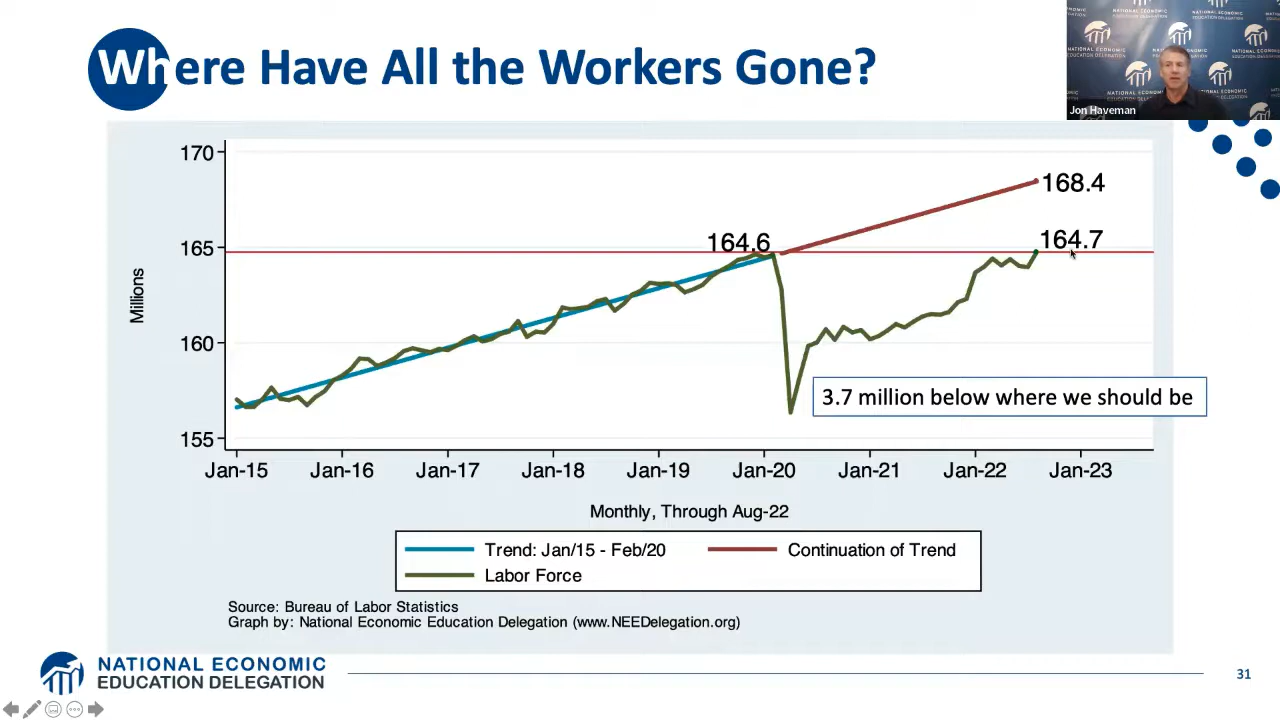 Where Have All the Workers Gone?
NATIONAL ECONOMIC
EDUCATION DELEGATION
Jon Haveman
170
165
160
155
Millions
164.6
168.4
164.7
3.7 million below where we should be
Jan-15
Jan-16
Jan-17
Jan-18
Jan-19
Jan-20
Jan-21
Jan-22
Jan-23
Monthly, Through Aug-22
Trend: Jan/15 - Feb/20
Continuation of Trend
Labor Force
Source: Bureau of Labor Statistics
Graph by: National Economic Education Delegation (www.NEEDelegation.org)
NATIONAL ECONOMIC
EDUCATION DELEGATION
31